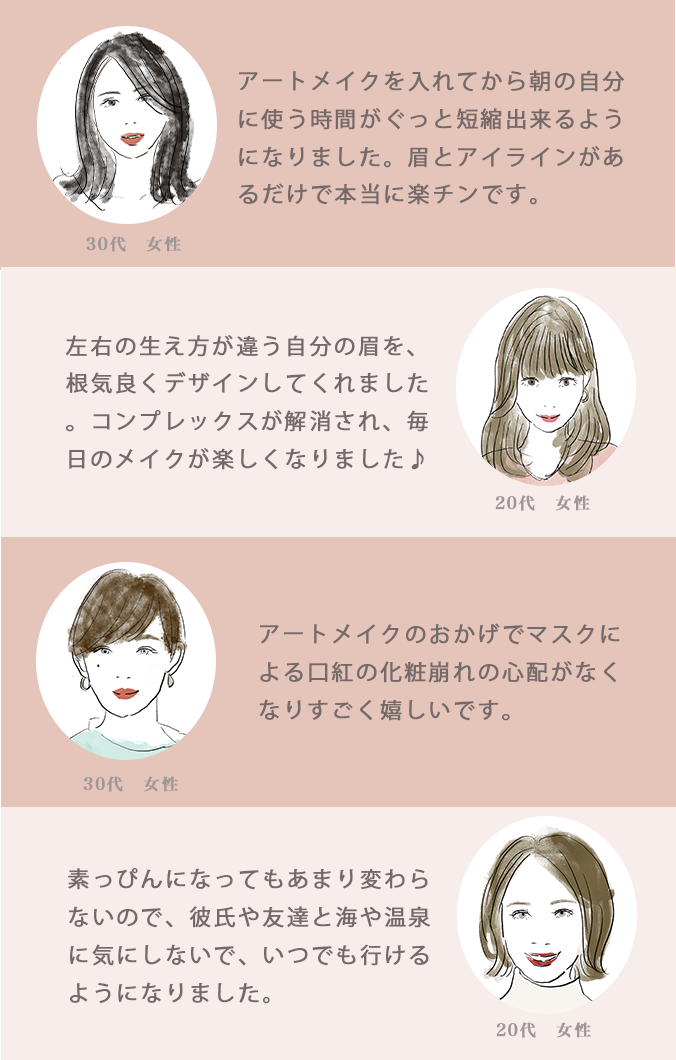 アートメイクを入れてから朝の自分
に使う時間がぐっと短縮出来るよう
になりました。眉とアイラインがあ
るだけで本当に楽チンです。
30代　女性
左右の生え方が違う自分の眉を、
根気良くデザインしてくれました
。コンプレックスが解消され、毎
日のメイクが楽しくなりました♪
20代　女性
アートメイクのおかげでマスクに
よる口紅の化粧崩れの心配がなく
なりすごく嬉しいです。
30代　女性
素っぴんになってもあまり変わら
ないので、彼氏や友達と海や温泉
に気にしないで、いつでも行ける
ようになりました。
20代　女性